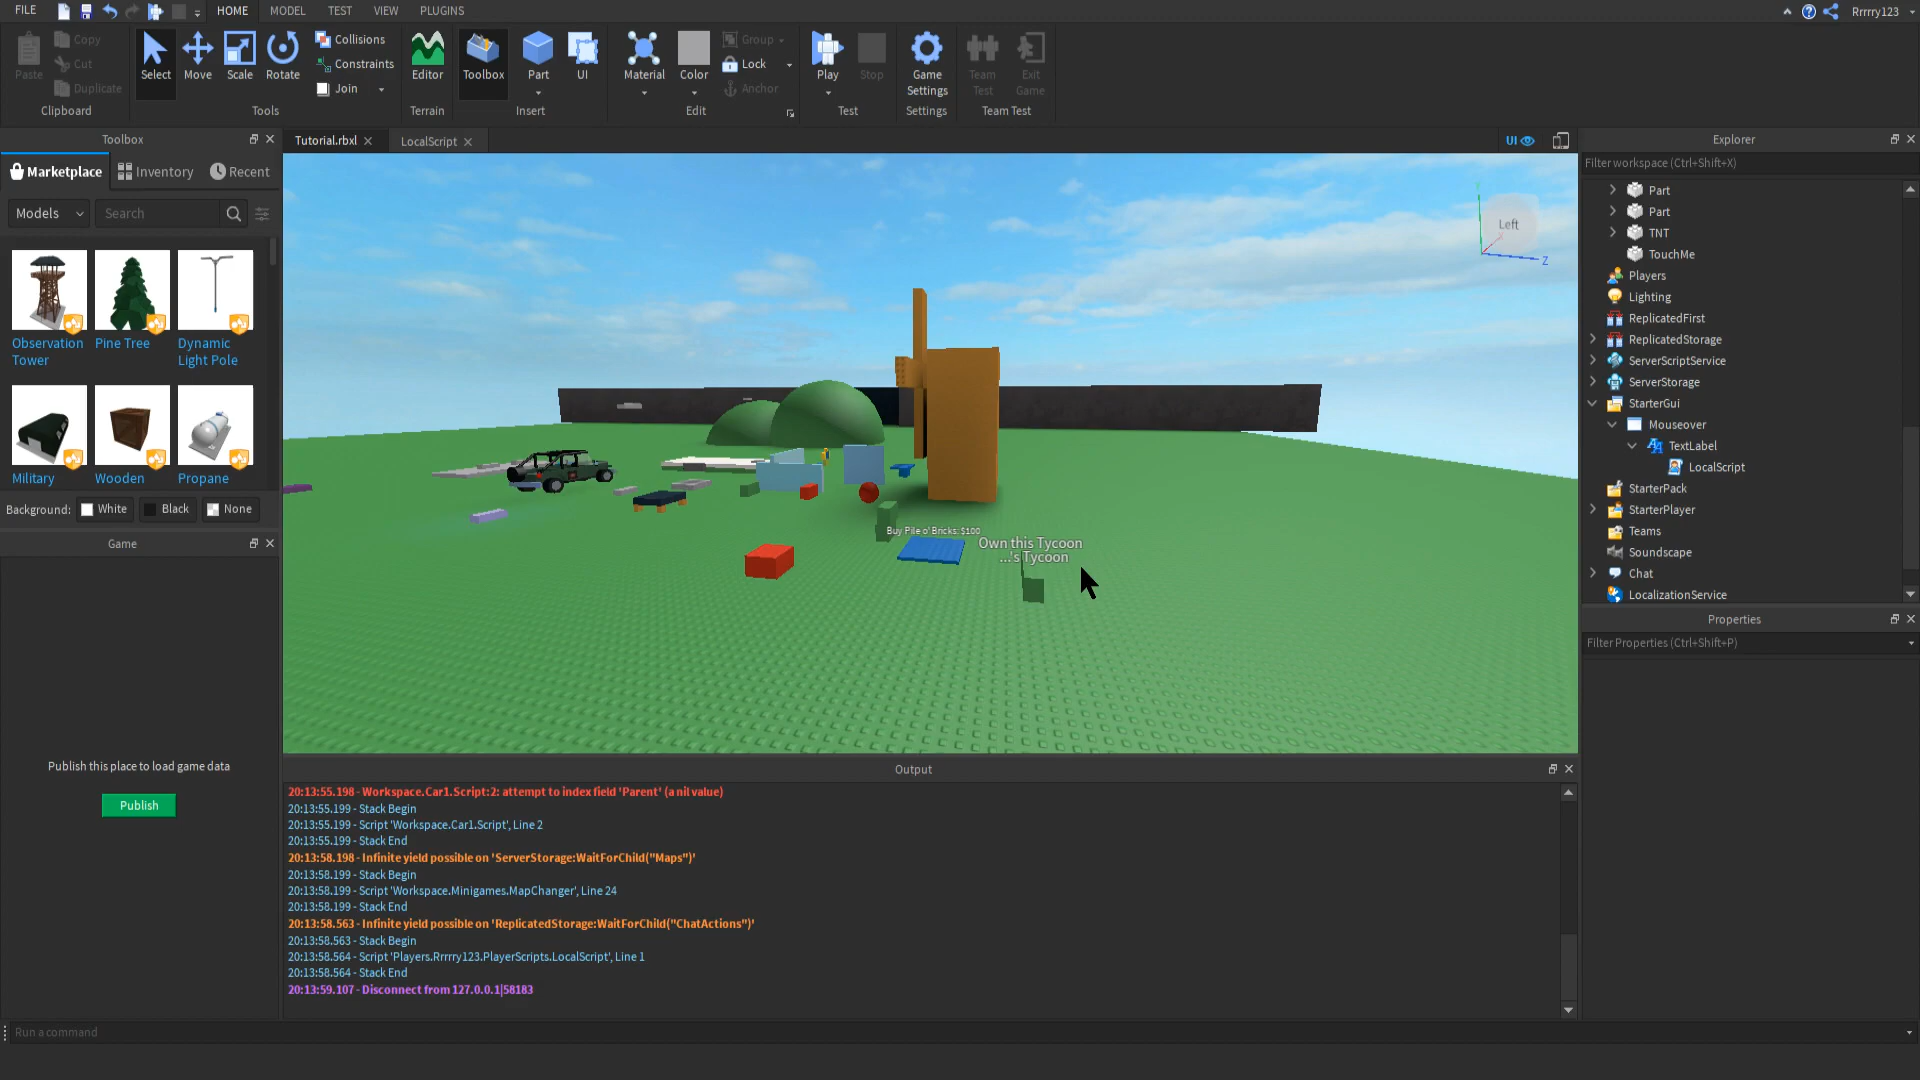 FILE
HOME
MODEL
TEST
VIEW
PLUGINS
Rrrrry123
Paste
Copy
Cut
Duplicate
Clipboard
Select
Move
Scale
Rotate
Collisions
Constraints
Join
Tools
Editor
Terrain
Toolbox
Part
UI
Insert
Material
Color
Group
Lock
Anchor
Edit
Play
Stop
Test
Game
Settings
Settings
Team
Test
Exit
Game
Team Test
Toolbox
Marketplace
Inventory
Recent
Models
Search
Observation
Tower
Pine Tree
Dynamic
Light Pole
Military
Wooden
Propane
Background:
White
Black
None
Game
Publish this place to load game data
Publish
Tutorial.rbxl
LocalScript
UI
Left
Y
Z
Buy Pile o' Bricks: $100
Own this Tycoon
...'s Tycoon
Output
20:13:55.198 - Workspace.Car1.Script:2: attempt to index field 'Parent' (a nil value)
20:13:55.199 - Stack Begin
20:13:55.199 - Script 'Workspace.Car1.Script', Line 2
20:13:55.199 - Stack End
20:13:58.198 - Infinite yield possible on 'ServerStorage:WaitForChild("Maps")'
20:13:58.199 - Stack Begin
20:13:58.199 - Script 'Workspace.Minigames.MapChanger', Line 24
20:13:58.199 - Stack End
20:13:58.563 - Infinite yield possible on 'ReplicatedStorage:WaitForChild("ChatActions")'
20:13:58.563 - Stack Begin
20:13:58.564 - Script 'Players.Rrrrry123.PlayerScripts.LocalScript', Line 1
20:13:58.564 - Stack End
20:13:59.107 - Disconnect from 127.0.0.1|58183
Explorer
Filter workspace (Ctrl+Shift+X)
Part
Part
TNT
TouchMe
Players
Lighting
ReplicatedFirst
ReplicatedStorage
ServerScriptService
ServerStorage
StarterGui
Mouseover
TextLabel
LocalScript
StarterPack
StarterPlayer
Teams
Soundscape
Chat
LocalizationService
Properties
Filter Properties (Ctrl+Shift+P)
Run a command